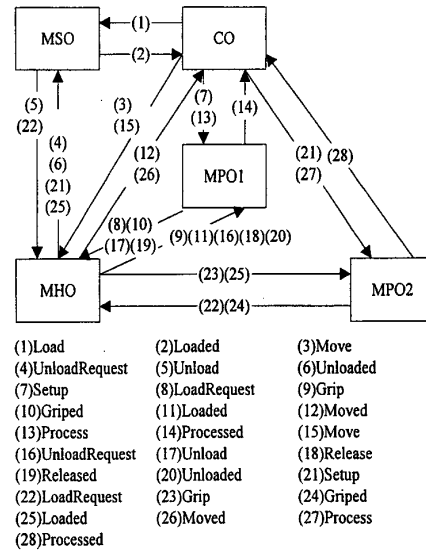 (1)
MSO
CO
(2)
(5)
(22)
(4)
(6)
(21)
(25)
(3)
(15)
(12)
(26)
(7)
(13)
(14)
(21)
(27)
(28)
MPO1
(8)(10)
(17)(19)
(9)(11)(16)(18)(20)
MHO
(23)(25)
(22)(24)
MPO2
(1)Load (2)Loaded (3)Move
(4)UnloadRequest (5)Unload (6)Unloaded
(7)Setup (8)LoadRequest (9)Grip
(10)Griped (11)Loaded (12)Moved
(13)Process (14)Processed (15)Move
(16)UnloadRequest (17)Unload (18)Release
(19)Released (20)Unloaded (21)Setup
(22)LoadRequest (23)Grip (24)Griped
(25)Loaded (26)Moved (27)Process
(28)Processed